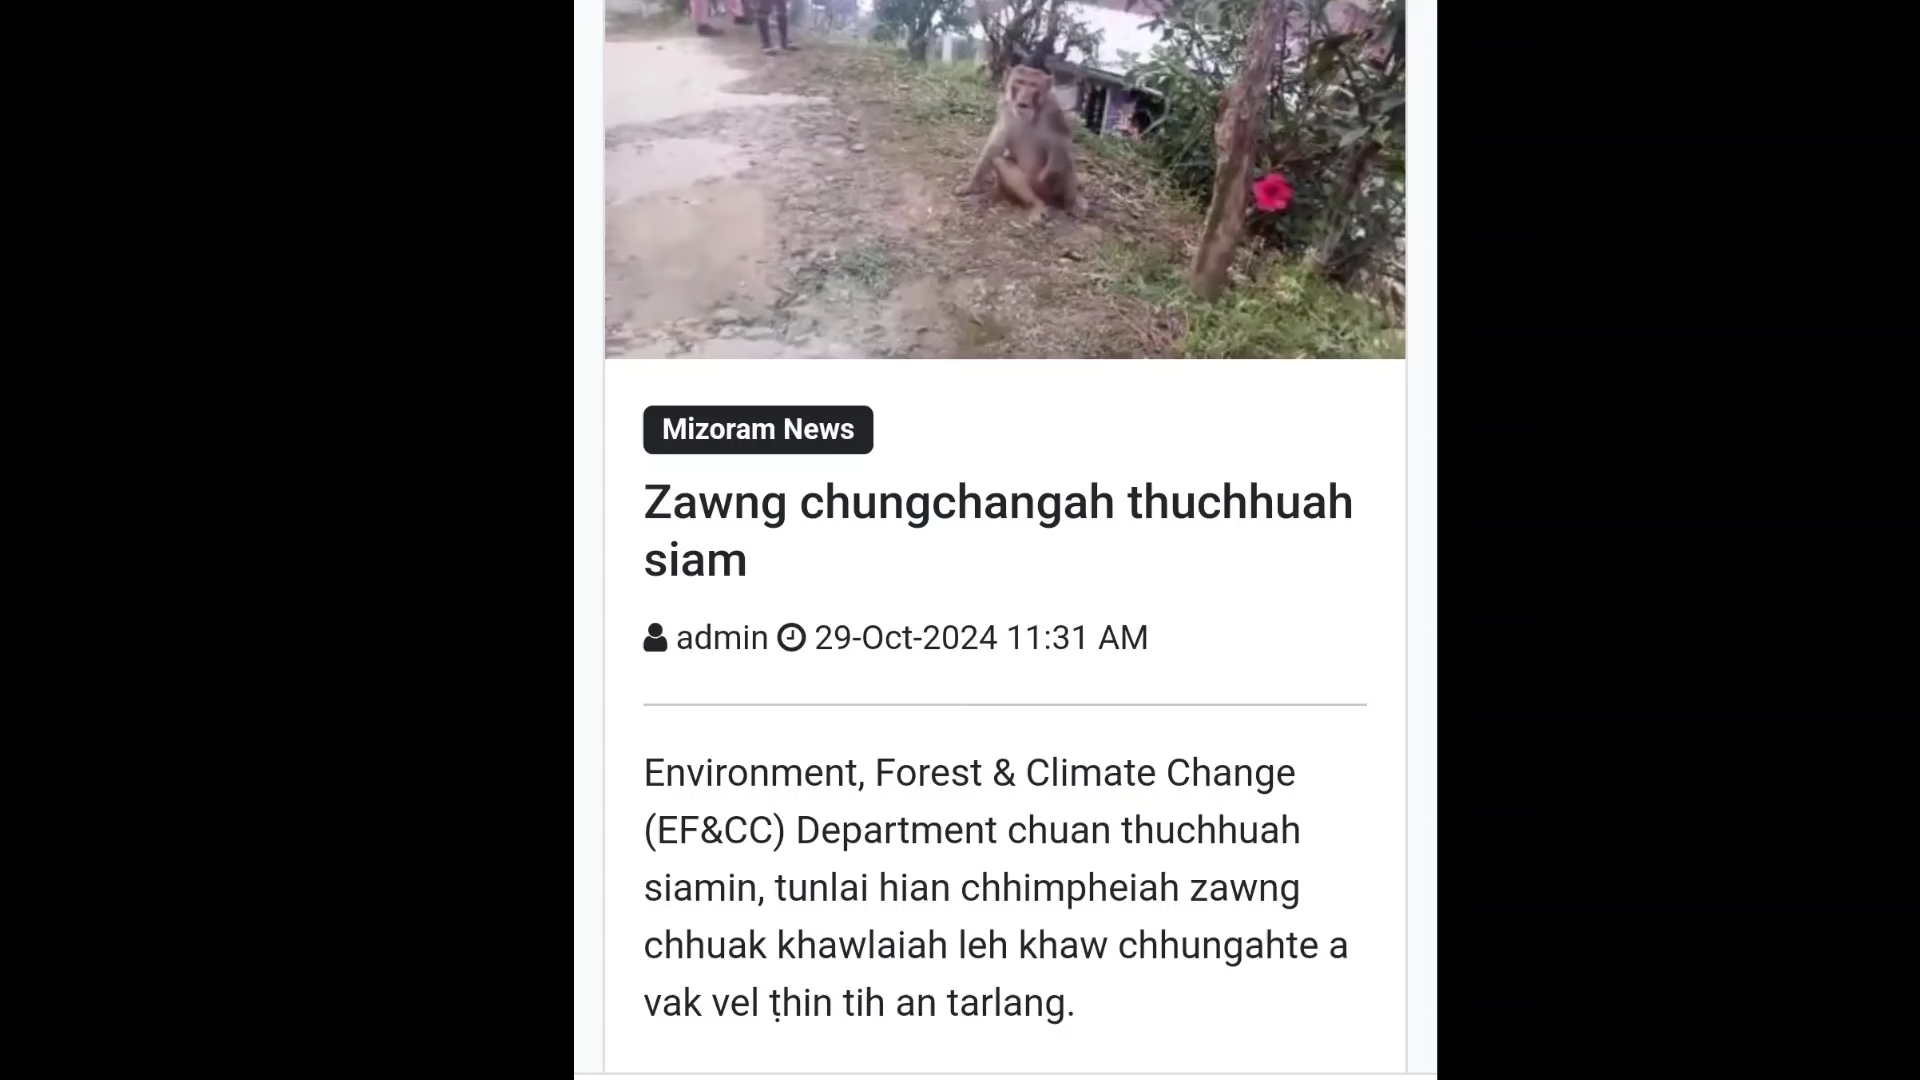 Mizoram News
Zawng chungchangah thuchhuah
siam
admin 29-Oct-2024 11:31 AM
Environment, Forest & Climate Change
(EF&CC) Department chuan thuchhuah
siamin, tunlai hian chhimpheiah zawng
chhuak khawlaiah leh khaw chhungahte a
vak vel ṭhin tih an tarlang.